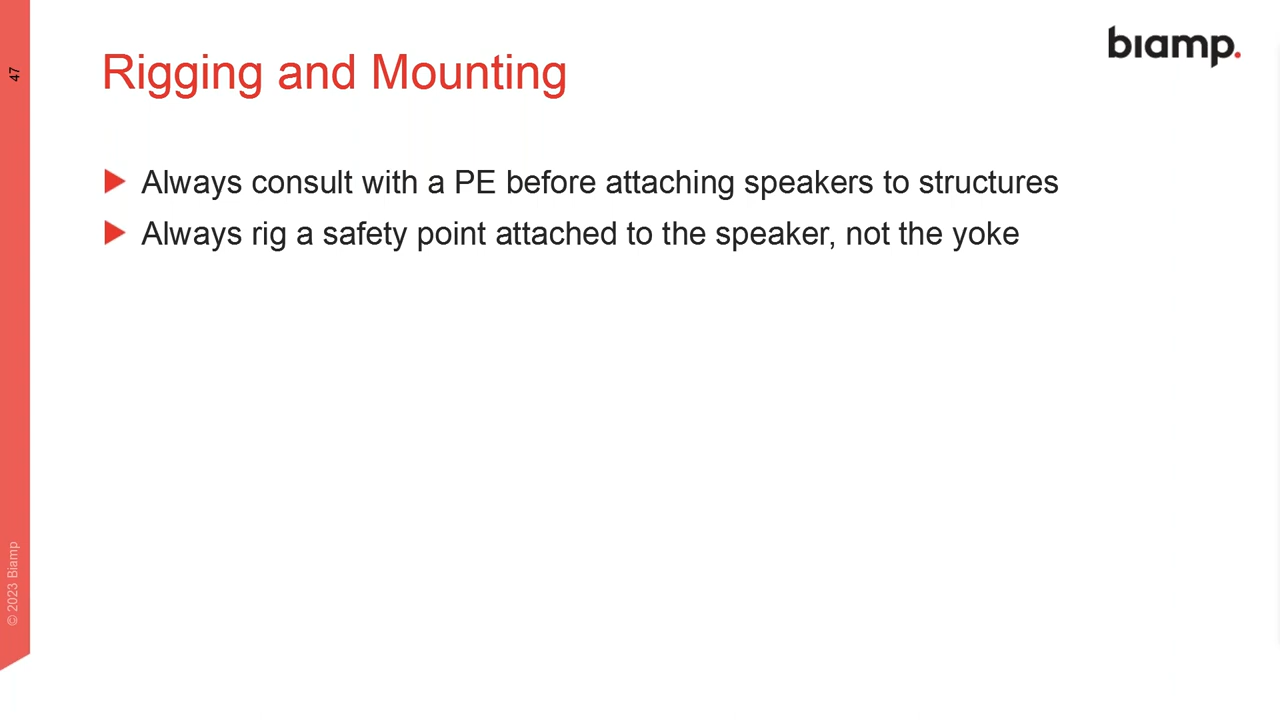 47
Rigging and Mounting
biamp.
Always consult with a PE before attaching speakers to structures
Always rig a safety point attached to the speaker, not the yoke
© 2023 Biamp